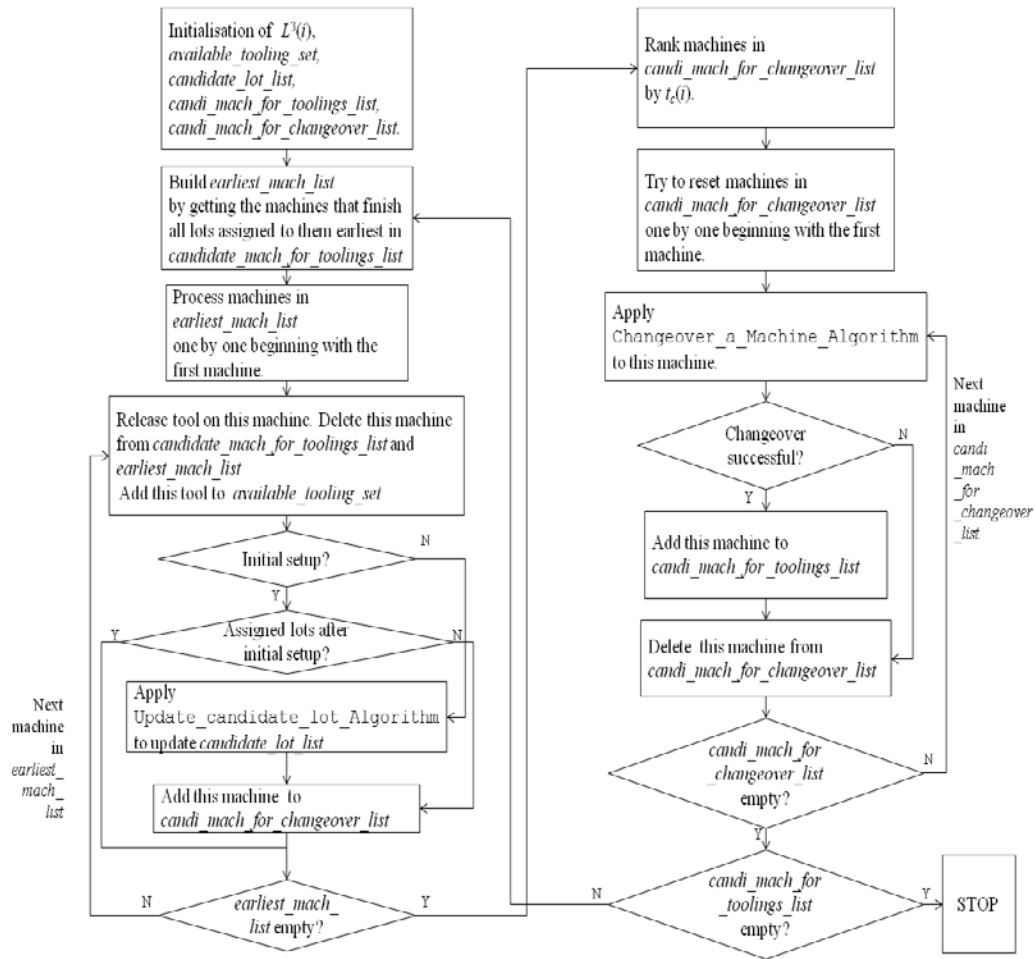 Initialisation of L³(i),
available_tooling_set,
candidate_lot_list,
candi_mach_for_toolings_list,
candi_mach_for_changeover_list.
Build earliest_mach_list
by getting the machines that finish
all lots assigned to them earliest in
candidate_mach_for_toolings_list
Process machines in
earliest_mach_list
one by one beginning with the
first machine.
Release tool on this machine. Delete this machine
from candidate_mach_for_toolings_list and
earliest_mach_list
Add this tool to available_tooling_set
Initial setup?
N
Y
Assigned lots after
initial setup?
Y
N
Apply
Update_candidate_lot_Algorithm
to update candidate_lot_list
Add this machine to
candi_mach_for_changeover_list
Next
machine
in
earliest_
mach_
list
earliest_mach_
list empty?
N
Y
Rank machines in
candi_mach_for_changeover_list
by tc(i).
Try to reset machines in
candi_mach_for_changeover_list
one by one beginning with the first
machine.
Apply
Changeover_a_Machine_Algorithm
to this machine.
Changeover
successful?
N
Y
Add this machine to
candi_mach_for_toolings_list
Delete this machine from
candi_mach_for_changeover_list
Next
machine
in
candi
_mach
_for
_changeover
_list
candi_mach_for
_changeover_list
empty?
N
Y
candi_mach_for
_toolings_list
empty?
N
Y
STOP